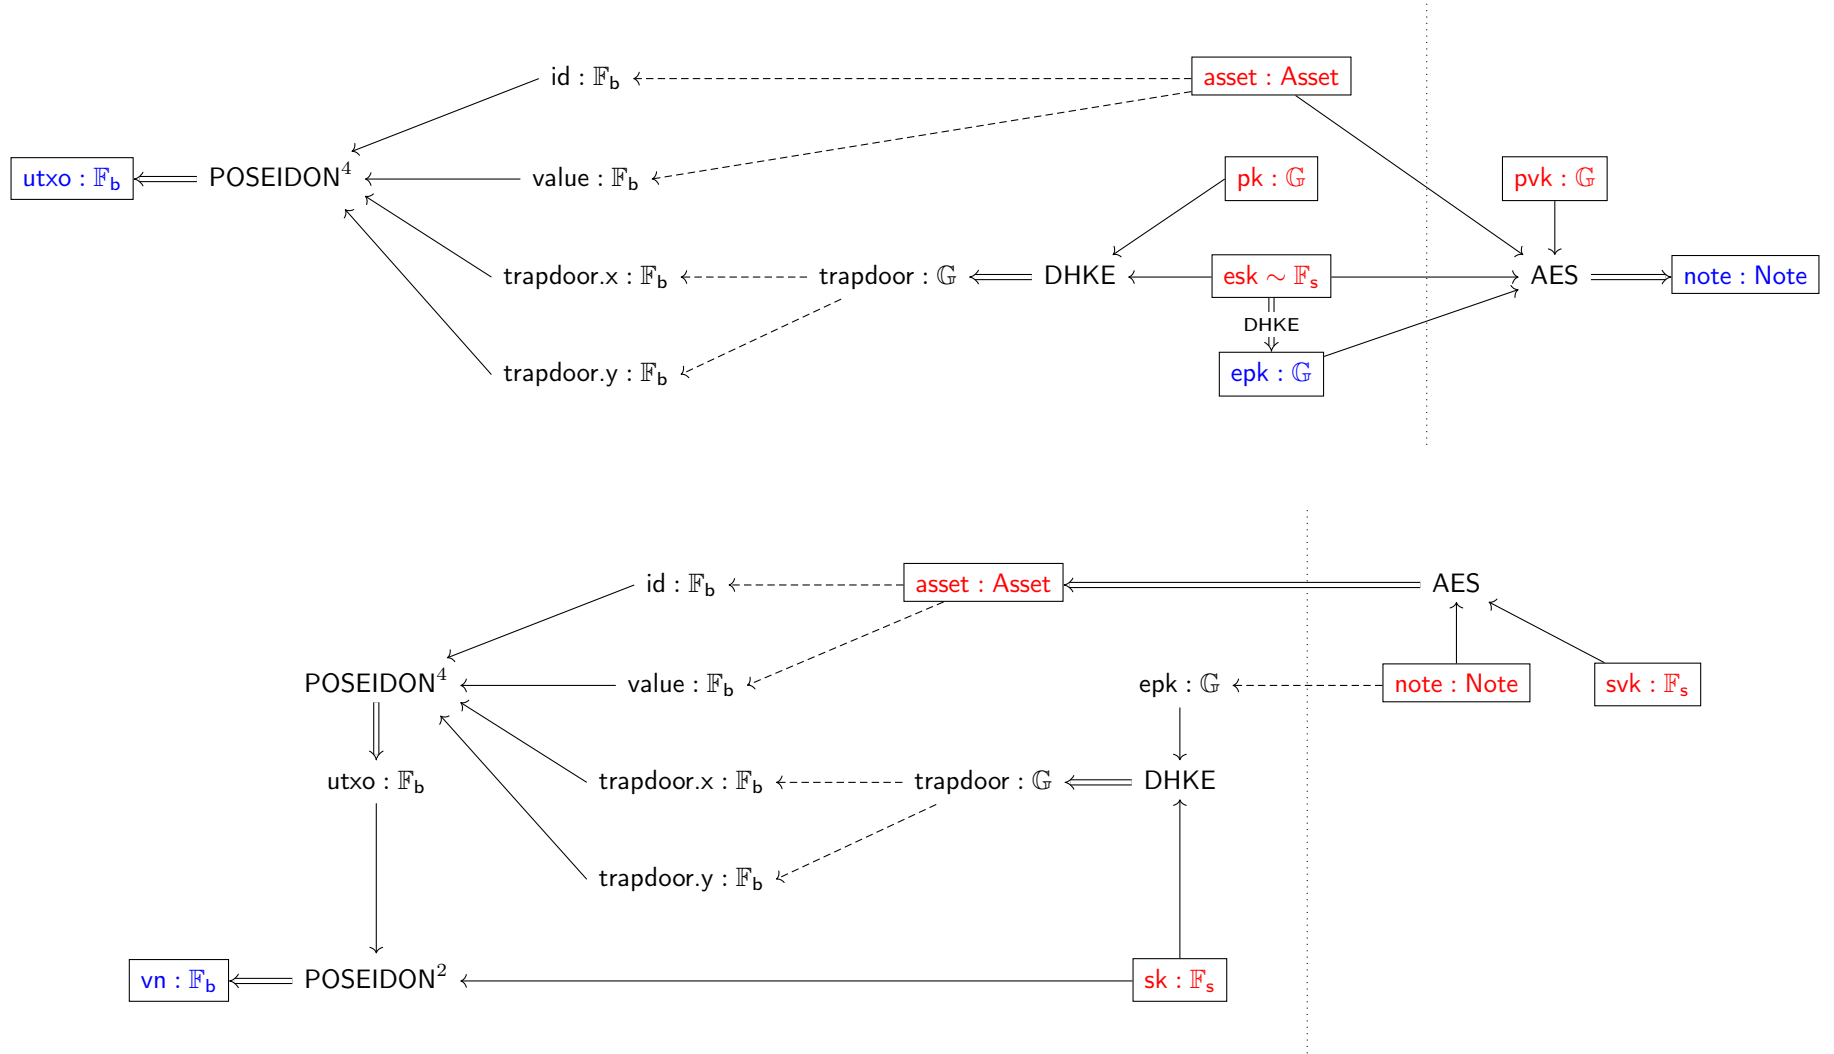 id : 𝔽b asset : Asset
utxo : 𝔽b POSEIDON⁴ value : 𝔽b pk : 𝔾 pvk : 𝔾
trapdoor.x : 𝔽b trapdoor : 𝔾 DHKE esk ∼ 𝔽s AES note : Note
DHKE
trapdoor.y : 𝔽b epk : 𝔾
id : 𝔽b asset : Asset AES
POSEIDON⁴ value : 𝔽b epk : 𝔾 note : Note svk : 𝔽s
utxo : 𝔽b trapdoor.x : 𝔽b trapdoor : 𝔾 DHKE
trapdoor.y : 𝔽b
vn : 𝔽b POSEIDON² sk : 𝔽s